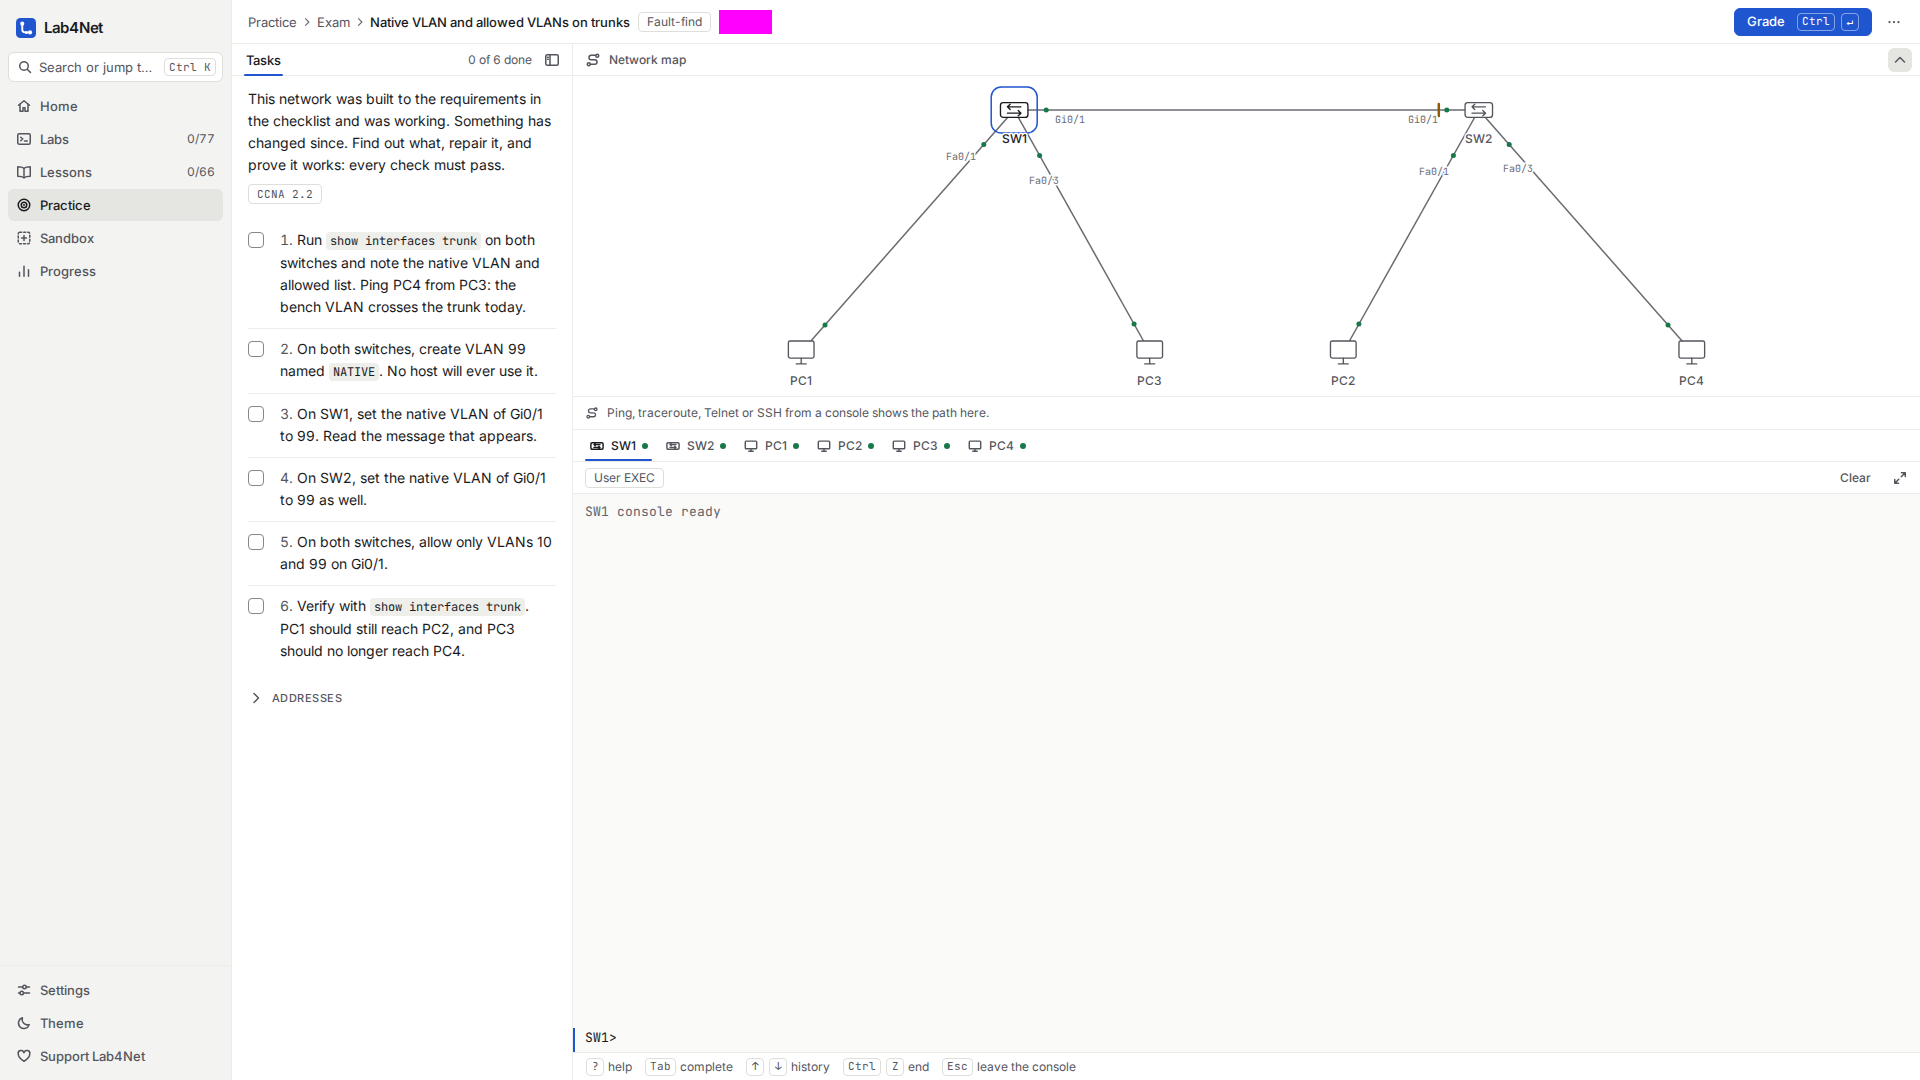 Lab4Net
Search or jump t... Ctrl K
Home
Labs 0/77
Lessons 0/66
Practice
Sandbox
Progress
Settings
Theme
Support Lab4Net
Practice > Exam > Native VLAN and allowed VLANs on trunks Fault-find
Grade Ctrl ↵ ···
Tasks 0 of 6 done
This network was built to the requirements in
the checklist and was working. Something has
changed since. Find out what, repair it, and
prove it works: every check must pass.
CCNA 2.2
1. Run show interfaces trunk on both
switches and note the native VLAN and
allowed list. Ping PC4 from PC3: the
bench VLAN crosses the trunk today.
2. On both switches, create VLAN 99
named NATIVE. No host will ever use it.
3. On SW1, set the native VLAN of Gi0/1
to 99. Read the message that appears.
4. On SW2, set the native VLAN of Gi0/1
to 99 as well.
5. On both switches, allow only VLANs 10
and 99 on Gi0/1.
6. Verify with show interfaces trunk.
PC1 should still reach PC2, and PC3
should no longer reach PC4.
ADDRESSES
Network map
Gi0/1 Gi0/1
SW1 SW2
Fa0/1 Fa0/3 Fa0/1 Fa0/3
PC1 PC3 PC2 PC4
Ping, traceroute, Telnet or SSH from a console shows the path here.
SW1 SW2 PC1 PC2 PC3 PC4
User EXEC Clear
SW1 console ready
SW1>
? help Tab complete ↑ ↓ history Ctrl Z end Esc leave the console